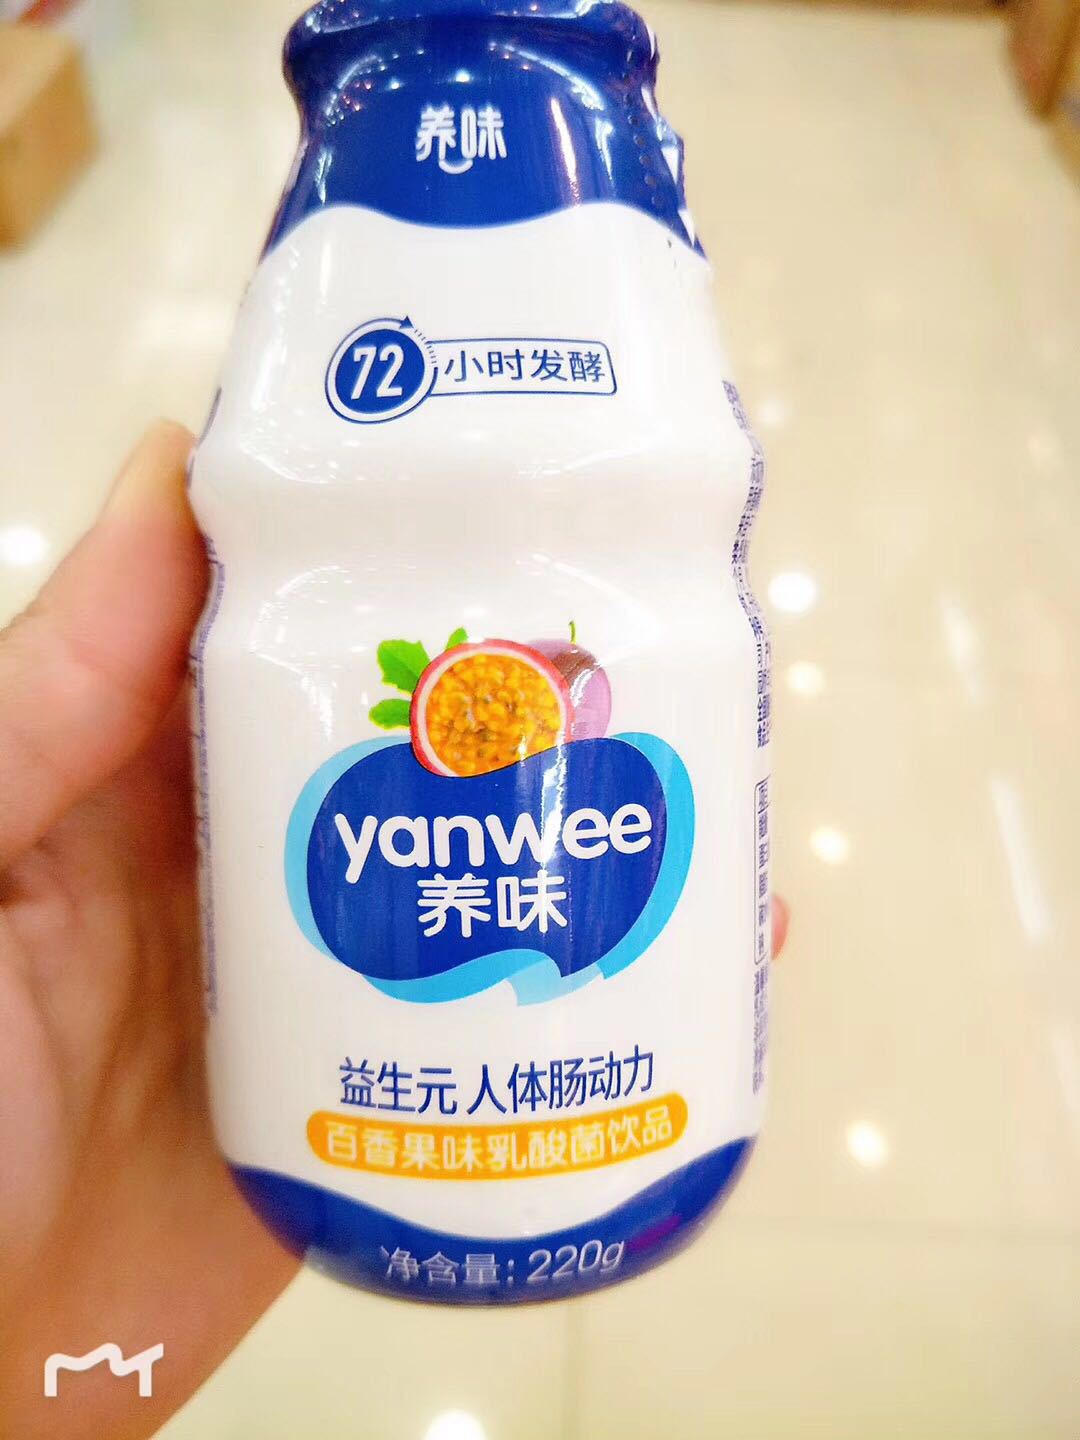 养味
72
小时发酵
yanwee
养味
益生元 人体肠动力
百香果味乳酸菌饮品
净含量：220g